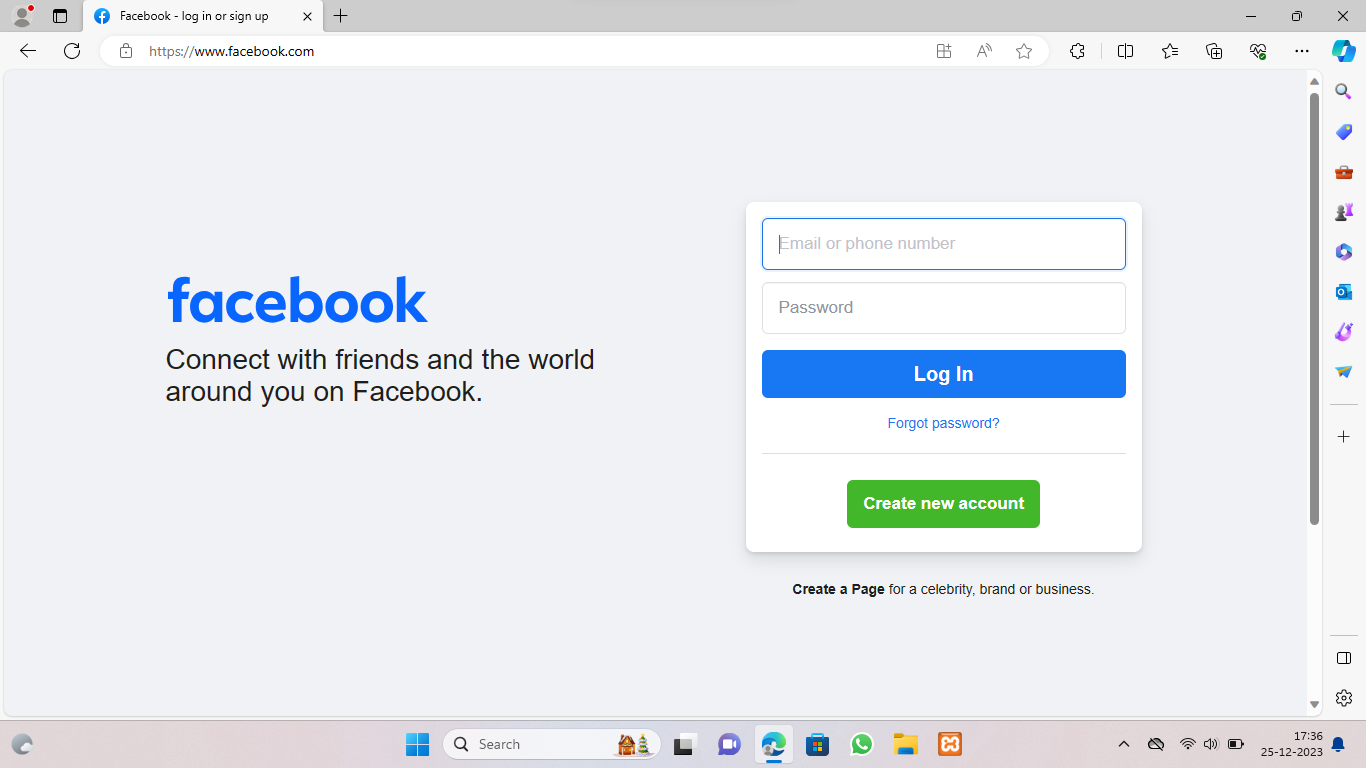 Facebook - log in or sign up
https://www.facebook.com
facebook
Connect with friends and the world
around you on Facebook.
Email or phone number
Password
Log In
Forgot password?
Create new account
Create a Page for a celebrity, brand or business.
Search
17:36
25-12-2023